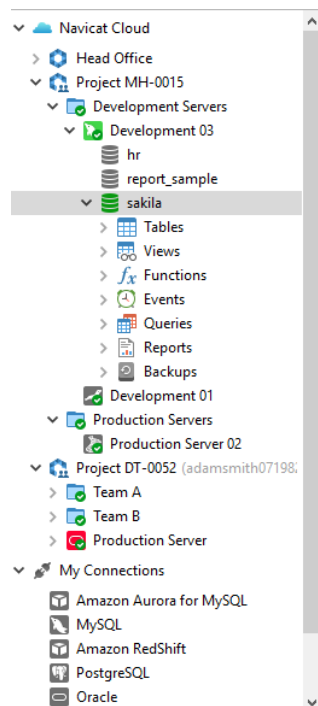 Navicat Cloud
Head Office
Project MH-0015
Development Servers
Development 03
hr
report_sample
sakila
Tables
Views
fx Functions
Events
Queries
Reports
Backups
Development 01
Production Servers
Production Server 02
Project DT-0052 (adamsmith07198
Team A
Team B
Production Server
My Connections
Amazon Aurora for MySQL
MySQL
Amazon RedShift
PostgreSQL
Oracle